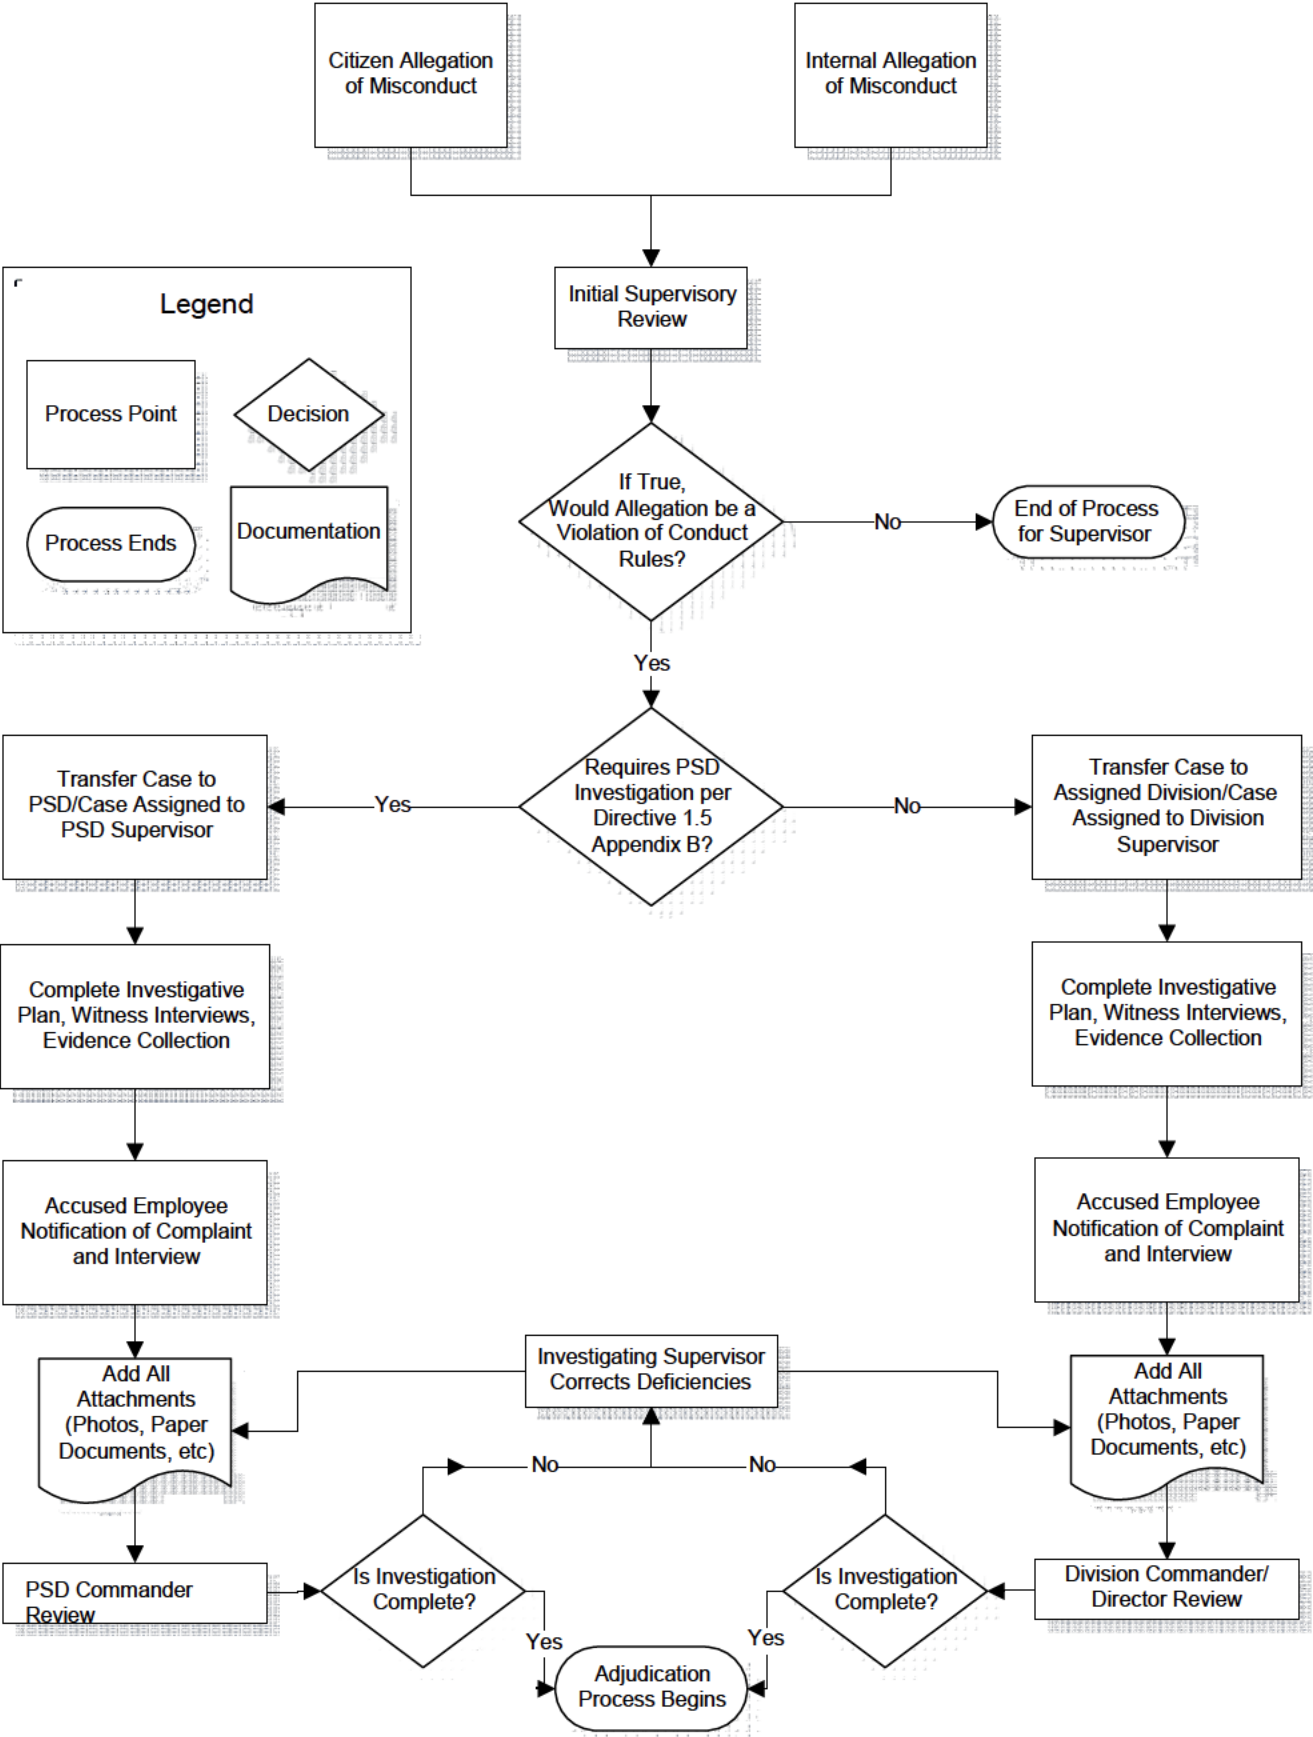 Citizen Allegation
of Misconduct
Internal Allegation
of Misconduct
Initial Supervisory
Review
Legend
Process Point
Decision
Process Ends
Documentation
If True,
Would Allegation be a
Violation of Conduct
Rules?
No
End of Process
for Supervisor
Yes
Requires PSD
Investigation per
Directive 1.5
Appendix B?
Yes
No
Transfer Case to
PSD/Case Assigned to
PSD Supervisor
Transfer Case to
Assigned Division/Case
Assigned to Division
Supervisor
Complete Investigative
Plan, Witness Interviews,
Evidence Collection
Complete Investigative
Plan, Witness Interviews,
Evidence Collection
Accused Employee
Notification of Complaint
and Interview
Accused Employee
Notification of Complaint
and Interview
Add All
Attachments
(Photos, Paper
Documents, etc)
Investigating Supervisor
Corrects Deficiencies
Add All
Attachments
(Photos, Paper
Documents, etc)
No
No
PSD Commander
Review
Is Investigation
Complete?
Is Investigation
Complete?
Division Commander/
Director Review
Yes
Yes
Adjudication
Process Begins